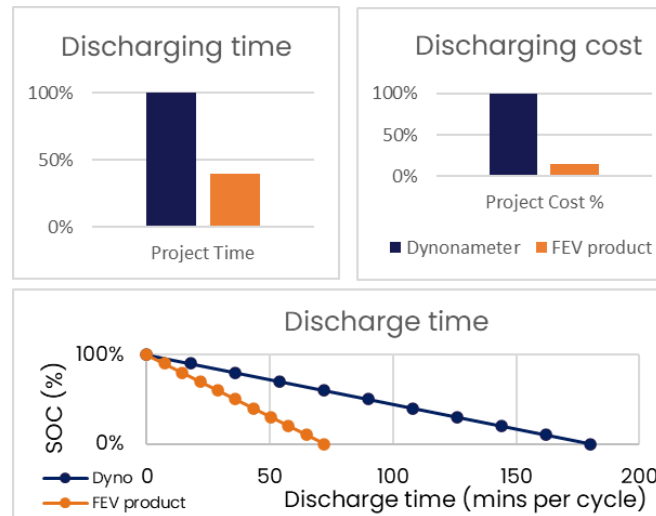 Discharging time
100%
50%
0%
Project Time
Discharging cost
100%
50%
0%
Project Cost %
Dynonameter FEV product
Discharge time
100%
0%
SOC (%)
0 50 100 150 200
Dyno
FEV product
Discharge time (mins per cycle)